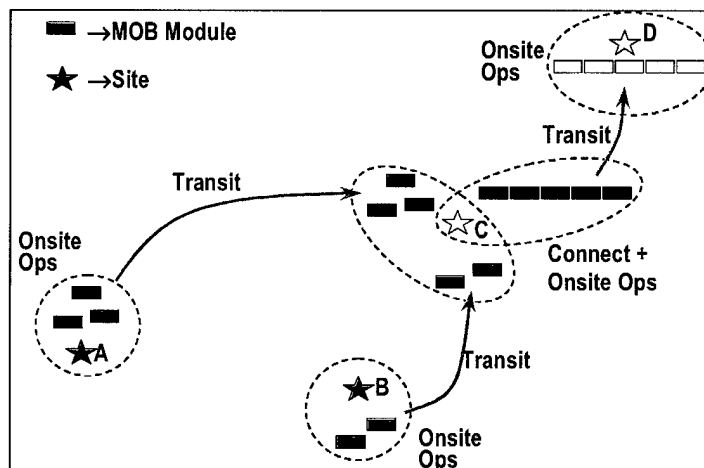 →MOB Module
→Site
Onsite
Ops
D
Transit
Transit
C
Connect +
Onsite Ops
Onsite
Ops
A
Transit
B
Onsite
Ops